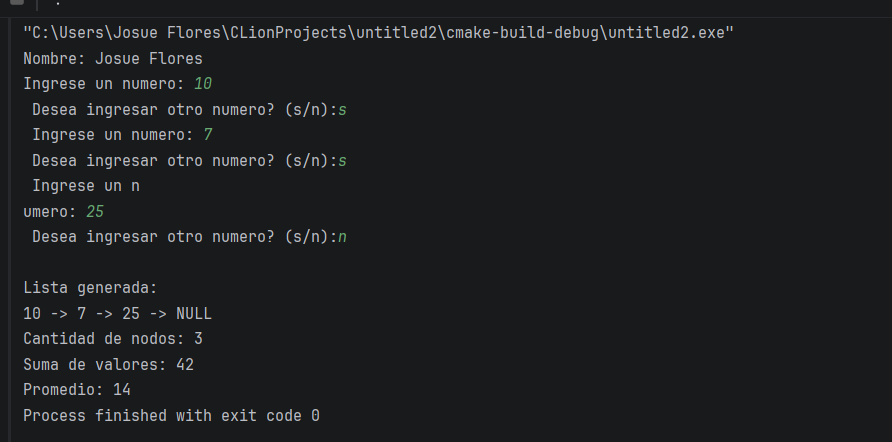 "C:\Users\Josue Flores\CLionProjects\untitled2\cmake-build-debug\untitled2.exe"
Nombre: Josue Flores
Ingrese un numero: 10
 Desea ingresar otro numero? (s/n):s
 Ingrese un numero: 7
 Desea ingresar otro numero? (s/n):s
 Ingrese un n
umero: 25
 Desea ingresar otro numero? (s/n):n

Lista generada:
10 -> 7 -> 25 -> NULL
Cantidad de nodos: 3
Suma de valores: 42
Promedio: 14
Process finished with exit code 0